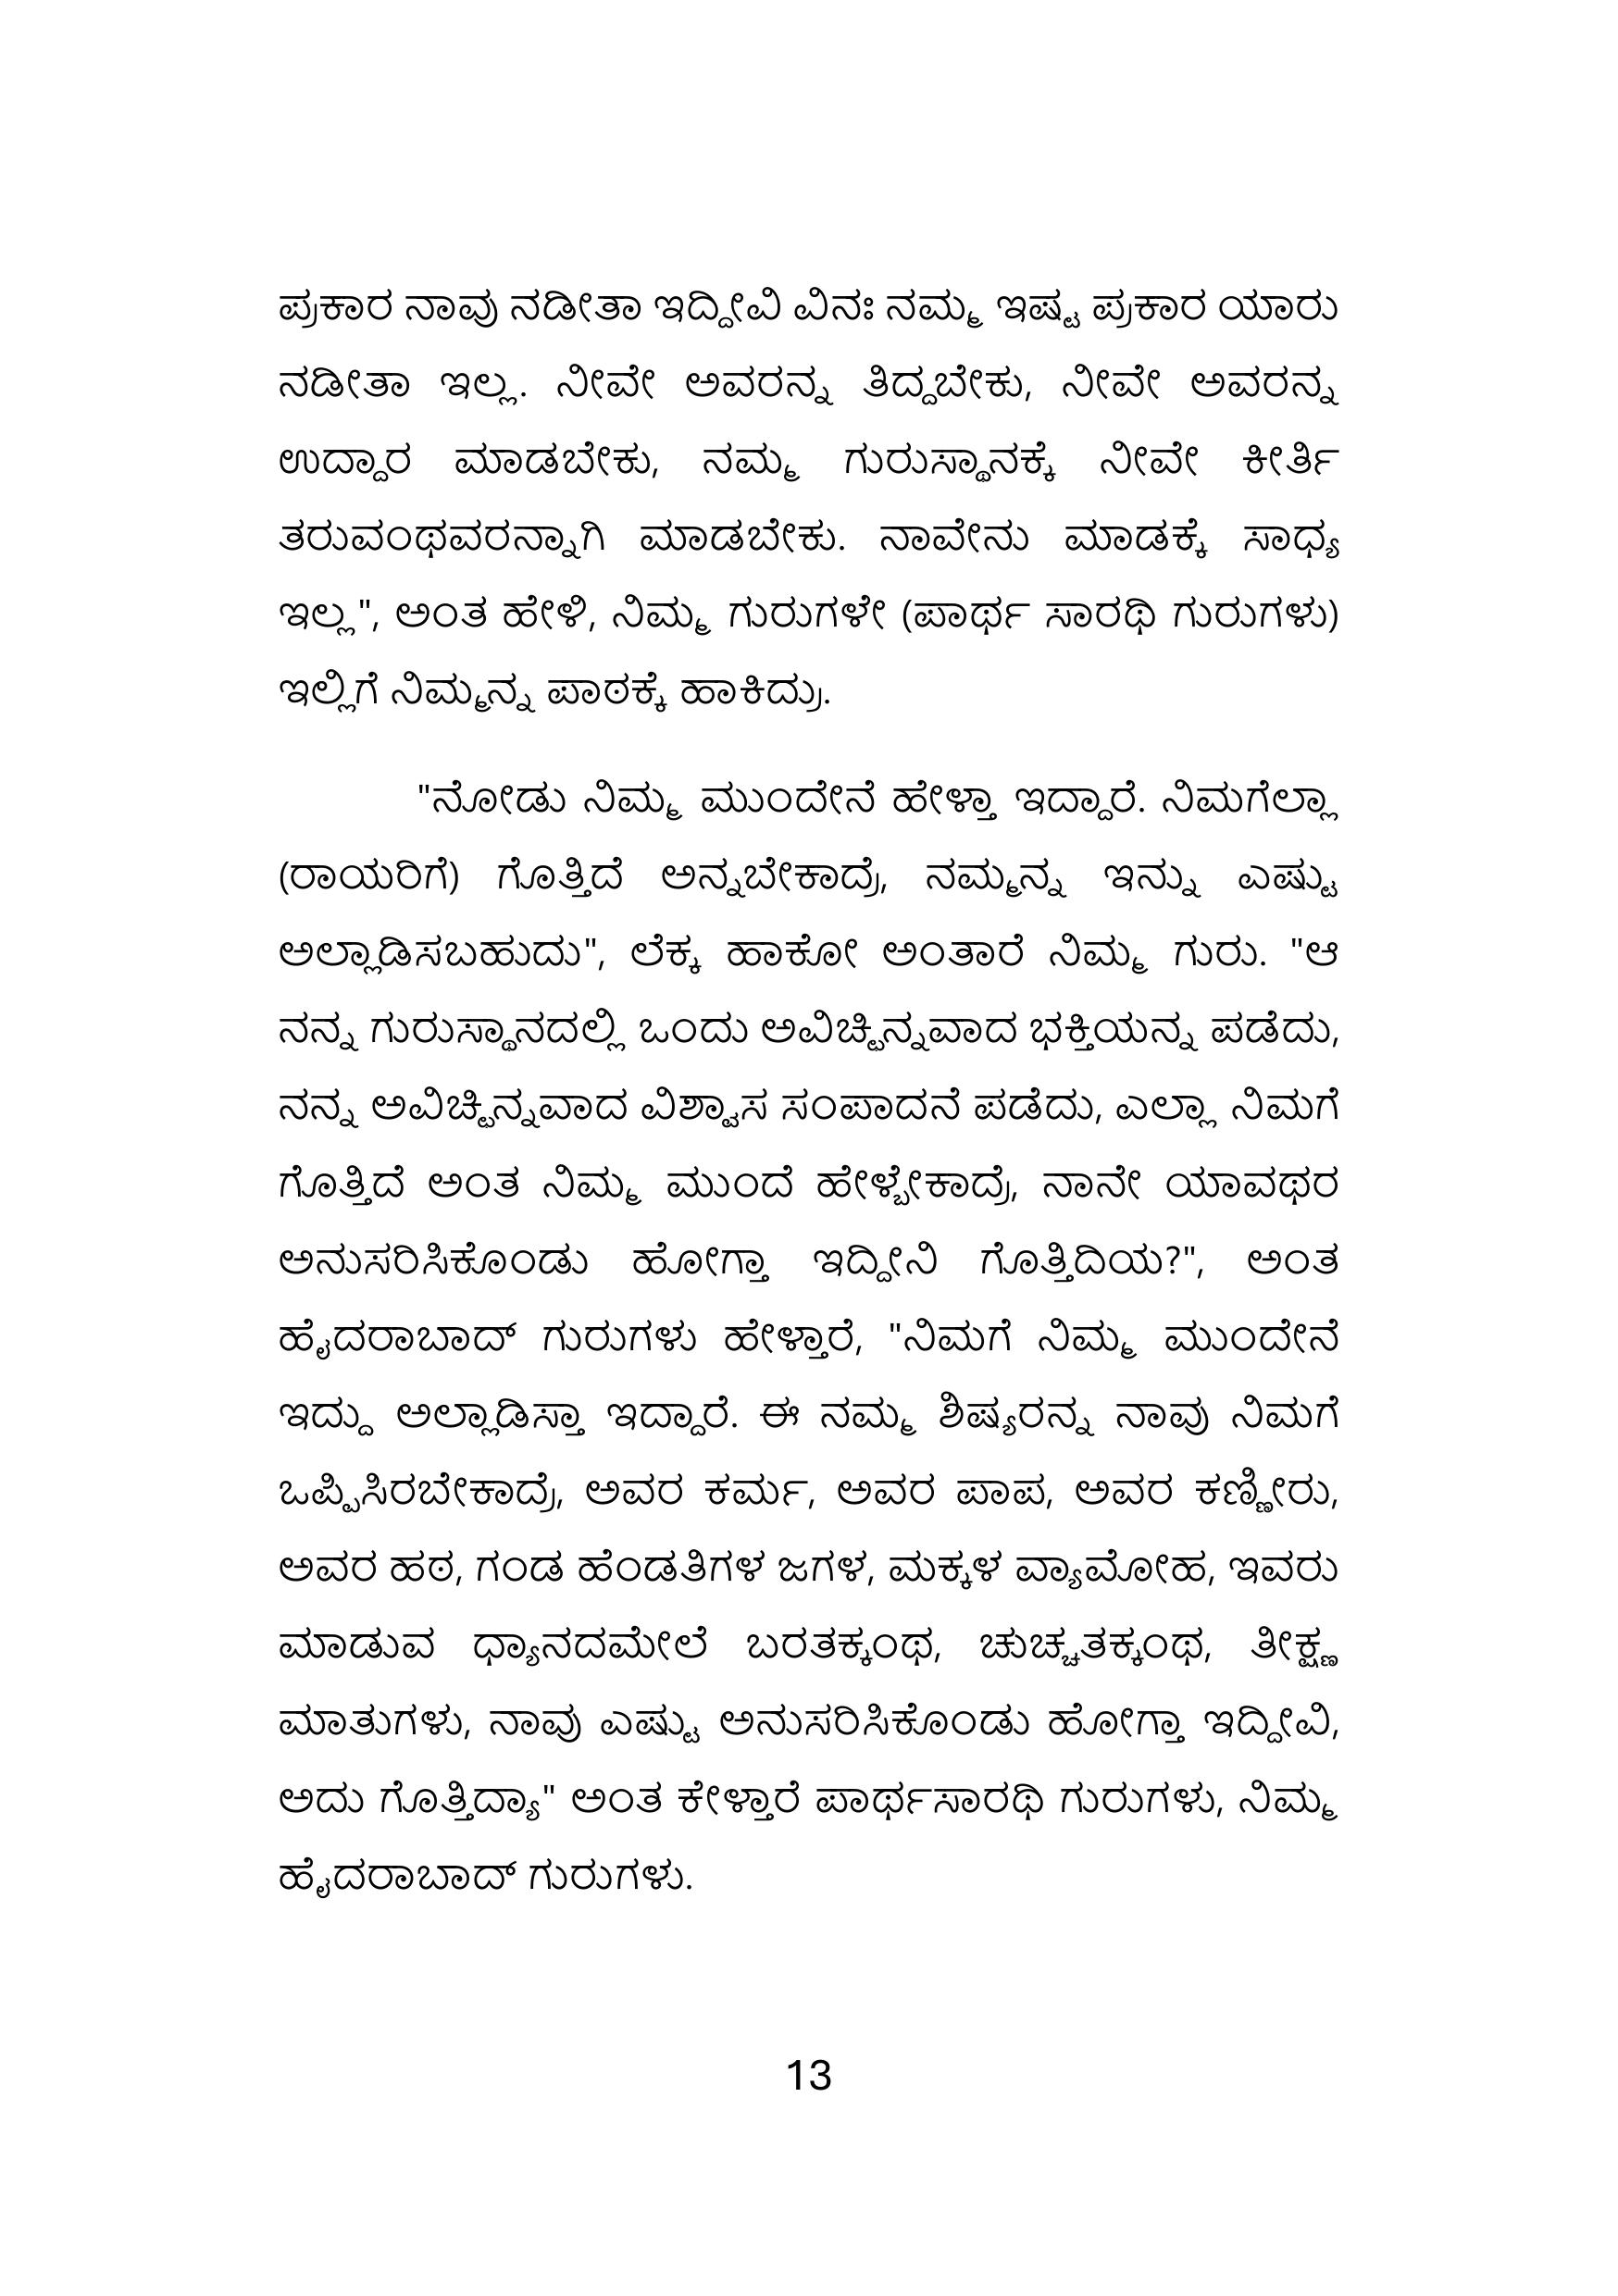 ಪ್ರಕಾರ ನಾವು ನಡೀತಾ ಇದ್ದೀವಿ ವಿನಃ ನಮ್ಮ ಇಷ್ಟ ಪ್ರಕಾರ ಯಾರು
ನಡೀತಾ ಇಲ್ಲ. ನೀವೇ ಅವರನ್ನ ತಿದ್ದಬೇಕು, ನೀವೇ ಅವರನ್ನ
ಉದ್ದಾರ ಮಾಡಬೇಕು, ನಮ್ಮ ಗುರುಸ್ಥಾನಕ್ಕೆ ನೀವೇ ಕೀರ್ತಿ
ತರುವಂಥವರನ್ನಾಗಿ ಮಾಡಬೇಕು. ನಾವೇನು ಮಾಡಕ್ಕೆ ಸಾಧ್ಯ
ಇಲ್ಲ", ಅಂತ ಹೇಳಿ, ನಿಮ್ಮ ಗುರುಗಳೇ (ಪಾರ್ಥ ಸಾರಥಿ ಗುರುಗಳು)
ಇಲ್ಲಿಗೆ ನಿಮ್ಮನ್ನ ಪಾಠಕ್ಕೆ ಹಾಕಿದ್ರು.
"ನೋಡು ನಿಮ್ಮ ಮುಂದೇನೆ ಹೇಳ್ತಾ ಇದ್ದಾರೆ. ನಿಮಗೆಲ್ಲಾ
(ರಾಯರಿಗೆ) ಗೊತ್ತಿದೆ ಅನ್ನಬೇಕಾದ್ರೆ, ನಮ್ಮನ್ನ ಇನ್ನು ಎಷ್ಟು
ಅಲ್ಲಾಡಿಸಬಹುದು", ಲೆಕ್ಕ ಹಾಕೋ ಅಂತಾರೆ ನಿಮ್ಮ ಗುರು. "ಆ
ನನ್ನ ಗುರುಸ್ಥಾನದಲ್ಲಿ ಒಂದು ಅವಿಚ್ಛಿನ್ನವಾದ ಭಕ್ತಿಯನ್ನ ಪಡೆದು,
ನನ್ನ ಅವಿಚ್ಛಿನ್ನವಾದ ವಿಶ್ವಾಸ ಸಂಪಾದನೆ ಪಡೆದು, ಎಲ್ಲಾ ನಿಮಗೆ
ಗೊತ್ತಿದೆ ಅಂತ ನಿಮ್ಮ ಮುಂದೆ ಹೇಳ್ಬೇಕಾದ್ರೆ, ನಾನೇ ಯಾವಥರ
ಅನುಸರಿಸಿಕೊಂಡು ಹೋಗ್ತಾ ಇದ್ದೀನಿ ಗೊತ್ತಿದಿಯ?", ಅಂತ
ಹೈದರಾಬಾದ್ ಗುರುಗಳು ಹೇಳ್ತಾರೆ, "ನಿಮಗೆ ನಿಮ್ಮ ಮುಂದೇನೆ
ಇದ್ದು ಅಲ್ಲಾಡಿಸ್ತಾ ಇದ್ದಾರೆ. ಈ ನಮ್ಮ ಶಿಷ್ಯರನ್ನ ನಾವು ನಿಮಗೆ
ಒಪ್ಪಿಸಿರಬೇಕಾದ್ರೆ, ಅವರ ಕರ್ಮ, ಅವರ ಪಾಪ, ಅವರ ಕಣ್ಣೀರು,
ಅವರ ಹಠ, ಗಂಡ ಹೆಂಡತಿಗಳ ಜಗಳ, ಮಕ್ಕಳ ವ್ಯಾಮೋಹ, ಇವರು
ಮಾಡುವ ಧ್ಯಾನದಮೇಲೆ ಬರತಕ್ಕಂಥ, ಚುಚ್ಚತಕ್ಕಂಥ, ತೀಕ್ಷ್ಣ
ಮಾತುಗಳು, ನಾವು ಎಷ್ಟು ಅನುಸರಿಸಿಕೊಂಡು ಹೋಗ್ತಾ ಇದ್ದೀವಿ,
ಅದು ಗೊತ್ತಿದ್ಯಾ" ಅಂತ ಕೇಳ್ತಾರೆ ಪಾರ್ಥಸಾರಥಿ ಗುರುಗಳು, ನಿಮ್ಮ
ಹೈದರಾಬಾದ್ ಗುರುಗಳು.
13